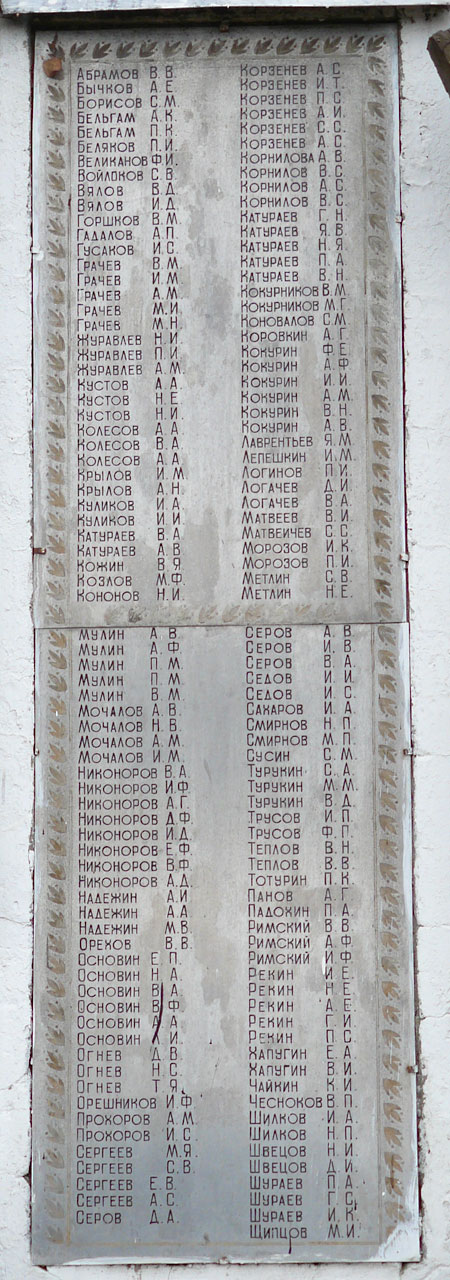 АБРАМОВ В.В.
БЫЧКОВ А.Е
БОРИСОВ С.М.
БЕЛЬГАМ А.К.
БЕЛЬГАМ П.К.
БЕЛЯКОВ П.И.
ВЕЛИКАНОВ Ф.И.
ВОЙЛОКОВ С.В.
ВЯЛОВ В.Д.
ВЯЛОВ И.Д.
ГОРШКОВ В.М.
ГАДАЛОВ А.П.
ГУСАКОВ И.С.
ГРАЧЕВ В.М.
ГРАЧЕВ И.М
ГРАЧЕВ А.М
ГРАЧЕВ М.И.
ГРАЧЕВ М.Н.
ЖУРАВЛЕВ Н.И
ЖУРАВЛЕВ П.И.
ЖУРАВЛЕВ А.М.
КУСТОВ А.А.
КУСТОВ Н.Е
КУСТОВ Н.И.
КОЛЕСОВ А.А.
КОЛЕСОВ В.А.
КОЛЕСОВ А.А.
КРЫЛОВ И.М
КРЫЛОВ А.Н.
КУЛИКОВ И.А
КУЛИКОВ И.И
КАТУРАЕВ В.А.
КАТУРАЕВ А.В
КОЖИН В.Я
КОЗЛОВ М.Ф.
КОНОНОВ Н.И.
КОРЗЕНЕВ А.С
КОРЗЕНЕВ И.Т.
КОРЗЕНЕВ П.С
КОРЗЕНЕВ А.И
КОРЗЕНЕВ С.С.
КОРЗЕНЕВ А.С
КОРНИЛОВА А.В.
КОРНИЛОВ В.С.
КОРНИЛОВ А.С.
КОРНИЛОВ В.С.
КАТУРАЕВ Г.Н.
КАТУРАЕВ Я.В.
КАТУРАЕВ Н.Я
КАТУРАЕВ П.А
КАТУРАЕВ В.Н.
КОКУРНИКОВ В.М.
КОКУРНИКОВ М.Г.
КОНОВАЛОВ С.М.
КОРОВКИН А.Г.
КОКУРИН Ф.Е.
КОКУРИН А.Ф
КОКУРИН И.И
КОКУРИН А.М.
КОКУРИН В.Н.
КОКУРИН А.В.
ЛАВРЕНТЬЕВ Я.М.
ЛЕПЕШКИН И.М.
ЛОГИНОВ П.И.
ЛОГАЧЕВ Д.И
ЛОГАЧЕВ В.А.
МАТВЕЕВ В.И.
МАТВЕИЧЕВ С.С
МОРОЗОВ И.К.
МОРОЗОВ П.И.
МЕТЛИН С.В.
МЕТЛИН Н.Е.
МУЛИН А.В.
МУЛИН А.Ф
МУЛИН П.М.
МУЛИН П.М.
МУЛИН В.М.
МОЧАЛОВ А.В.
МОЧАЛОВ Н.В.
МОЧАЛОВ А.М.
МОЧАЛОВ И.М.
НИКОНОРОВ В.А.
НИКОНОРОВ И.Ф.
НИКОНОРОВ А.Г.
НИКОНОРОВ Д.Ф
НИКОНОРОВ И.Д.
НИКОНОРОВ Е.Ф
НИКОНОРОВ В.Ф
НИКОНОРОВ А.Д.
НАДЕЖИН А.И
НАДЕЖИН А.А
НАДЕЖИН М.В
ОРЕХОВ В.В.
ОСНОВИН Е.П.
ОСНОВИН Н.А.
ОСНОВИН В.А
ОСНОВИН В.Ф
ОСНОВИН А.А
ОСНОВИН И.
ОГНЕВ Д.В.
ОГНЕВ Н.С.
ОГНЕВ Т.Я.
ОРЕШНИКОВ И.Ф
ПРОХОРОВ А.М.
ПРОХОРОВ И.С.
СЕРГЕЕВ М.Я.
СЕРГЕЕВ С.В.
СЕРГЕЕВ Е.В.
СЕРГЕЕВ А.С.
СЕРОВ Д.А.
СЕРОВ А.В
СЕРОВ И.В.
СЕРОВ В.А.
СЕДОВ И.И
СЕДОВ И.С.
САХАРОВ И.А
СМИРНОВ Н.П.
СМИРНОВ М.П.
СУСИН С.М
ТУРУКИН С.А.
ТУРУКИН М.М.
ТУРУКИН В.Д
ТРУСОВ И.П.
ТРУСОВ Ф.П.
ТЕПЛОВ В.Н.
ТЕПЛОВ В.В.
ТОТУРИН П.К.
ПАНОВ А.Г.
ПАДОХИН П.А.
РИМСКИЙ В.В.
РИМСКИЙ А.Ф
РИМСКИЙ И.Ф
РЕКИН И.Е.
РЕКИН Н.Е.
РЕКИН А.Е.
РЕКИН Г.И.
РЕКИН П.С.
ХАПУГИН Е.А.
ХАПУГИН В.И.
ЧАЙКИН К.И.
ЧЕСНОКОВ В.П.
ШИЛКОВ И.А.
ШИЛКОВ Н.П.
ШВЕЦОВ Н.И
ШВЕЦОВ Д.И.
ШУРАЕВ П.А.
ШУРАЕВ Г.С
ШУРАЕВ И.К.
ЩИПЦОВ М.И.